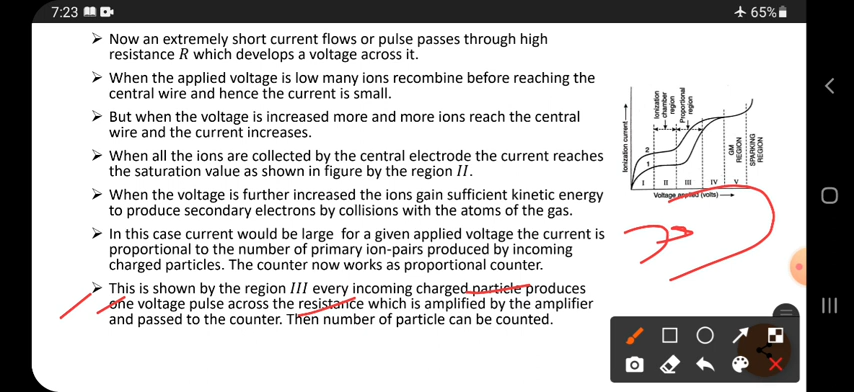 7:23
65%
➢ Now an extremely short current flows or pulse passes through high
resistance R which develops a voltage across it.
➢ When the applied voltage is low many ions recombine before reaching the
central wire and hence the current is small.
➢ But when the voltage is increased more and more ions reach the central
wire and the current increases.
➢ When all the ions are collected by the central electrode the current reaches
the saturation value as shown in figure by the region II.
➢ When the voltage is further increased the ions gain sufficient kinetic energy
to produce secondary electrons by collisions with the atoms of the gas.
➢ In this case current would be large for a given applied voltage the current is
proportional to the number of primary ion-pairs produced by incoming
charged particles. The counter now works as proportional counter.
➢ This is shown by the region III every incoming charged particle produces
one voltage pulse across the resistance which is amplified by the amplifier
and passed to the counter. Then number of particle can be counted.
Ionization current
Ionization
chamber
region
Proportional
region
GM
REGION
SPARKING
REGION
2
1
I II III IV V
Voltage applied (volts)